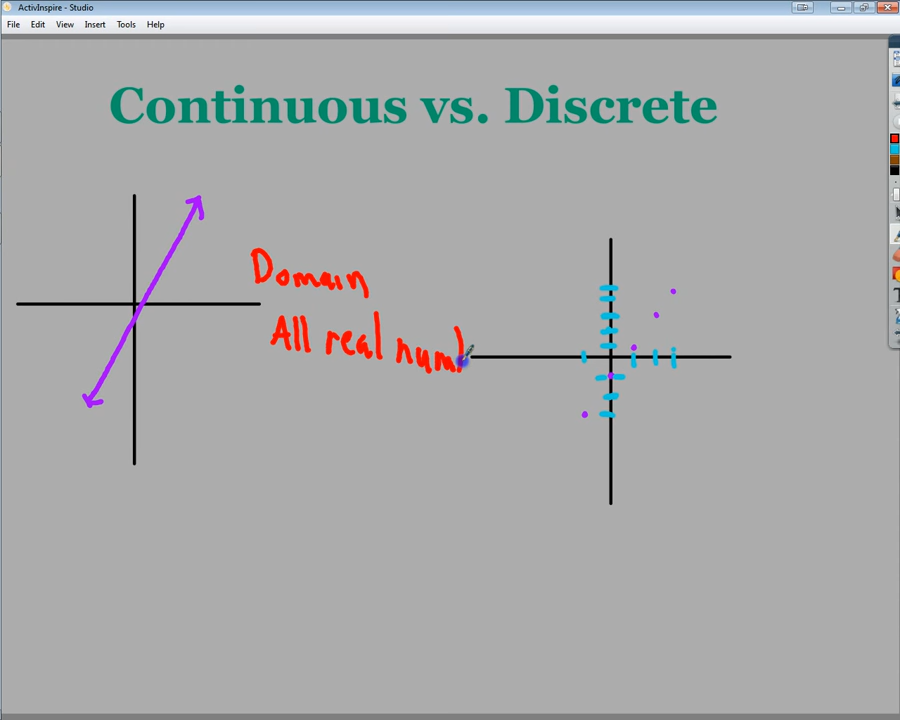 ActivInspire - Studio
File Edit View Insert Tools Help
Continuous vs. Discrete
Domain
All real num